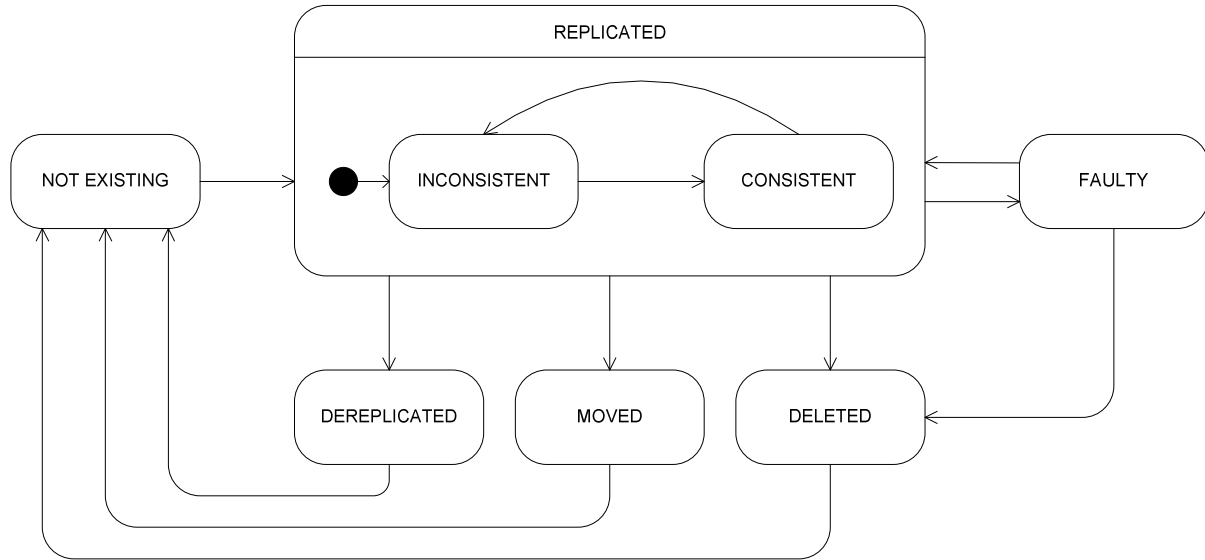 REPLICATED
NOT EXISTING
INCONSISTENT
CONSISTENT
FAULTY
DEREPLICATED
MOVED
DELETED